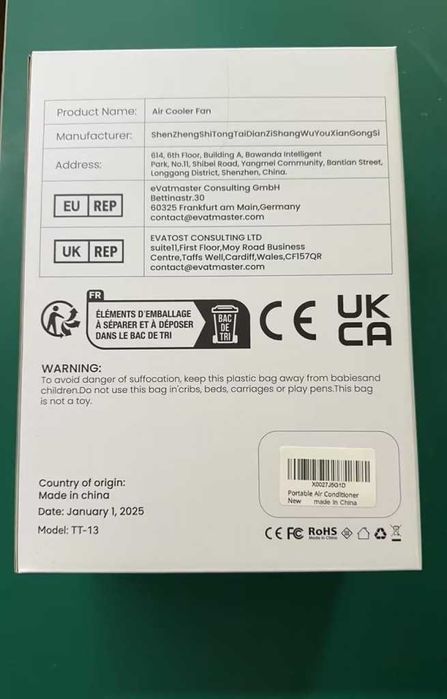 Product Name: Air Cooler Fan
Manufacturer: ShenZhengShiTongTaiDianZiShangWuYouXianGongSi
Address: 614, 6th Floor, Building A, Bawanda Intelligent
Park, No.11, Shibei Road, Yangmei Community, Bantian Street,
Longgang District, Shenzhen, China.
EU REP
eVatmaster Consulting GmbH
Bettinastr.30
60325 Frankfurt am Main,Germany
contact@evatmaster.com
UK REP
EVATOST CONSULTING LTD
suite11,First Floor,Moy Road Business
Centre,Taffs Well,Cardiff,Wales,CF157QR
contact@evatmaster.com
FR
ÉLÉMENTS D'EMBALLAGE
À SÉPARER ET À DÉPOSER
DANS LE BAC DE TRI
BAC
DE
TRI
CE
UK
CA
WARNING:
To avoid danger of suffocation, keep this plastic bag away from babiesand
children.Do not use this bag in'cribs, beds, carriages or play pens.This bag
is not a toy.
X0027J5G1D
Portable Air Conditioner
New made in China
Country of origin:
Made in china
Date: January 1, 2025
Model: TT-13
CE FC RoHS
Made in China